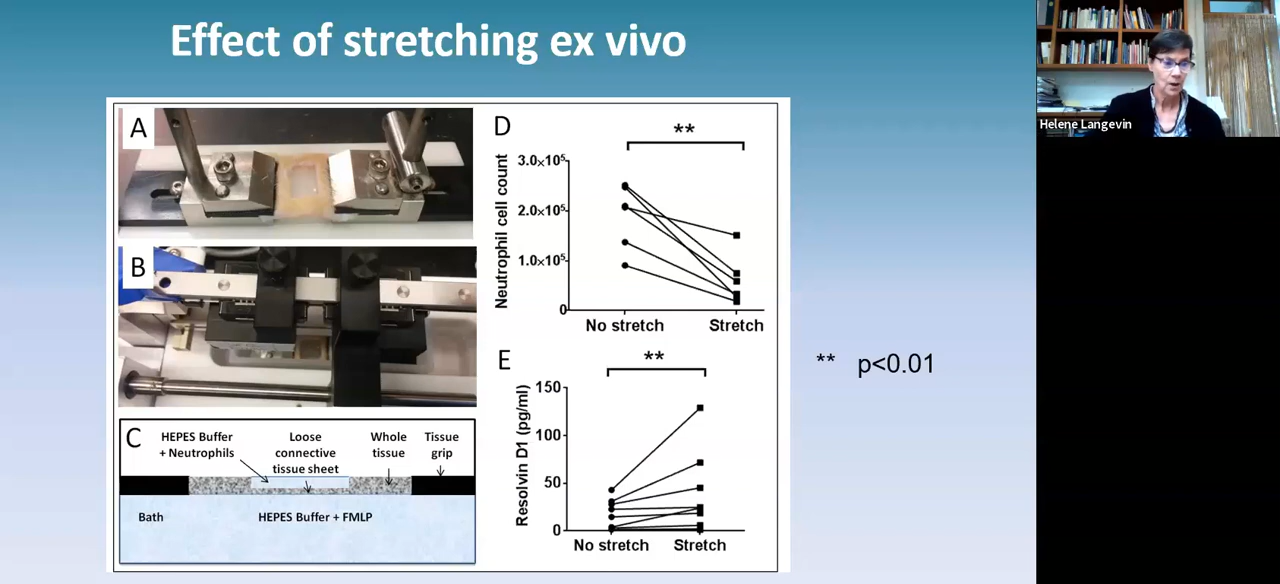 Effect of stretching ex vivo
Helene Langevin
A
B
C
HEPES Buffer
+ Neutrophils
Loose
connective
tissue sheet
Whole
tissue
Tissue
grip
Bath
HEPES Buffer + FMLP
D
**
Neutrophil cell count
3.0×10⁵
2.0×10⁵
1.0×10⁵
0
No stretch
Stretch
E
**
Resolvin D1 (pg/ml)
150
100
50
0
No stretch
Stretch
** p<0.01